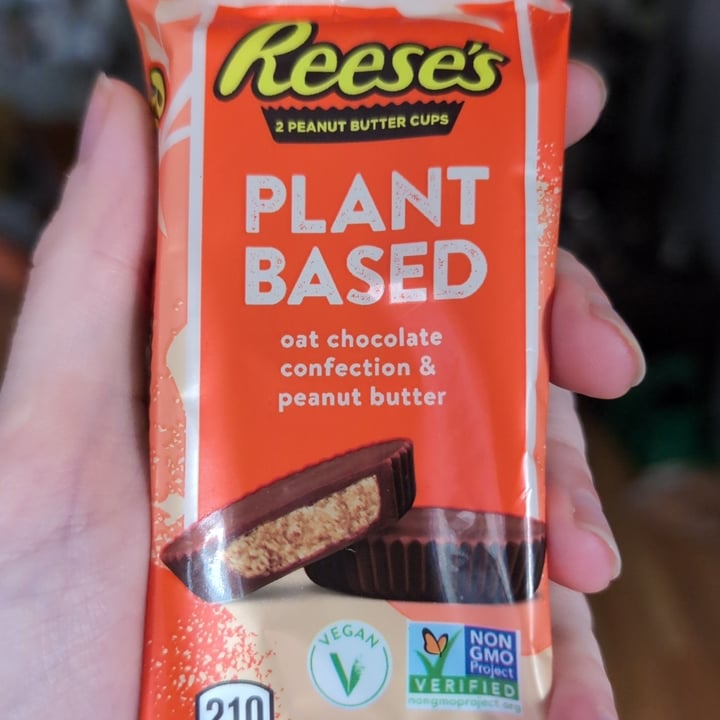 Reese's
2 PEANUT BUTTER CUPS
PLANT
BASED
oat chocolate
confection &
peanut butter
VEGAN
V
NON
GMO
Project
VERIFIED
nongmoproject.org
210